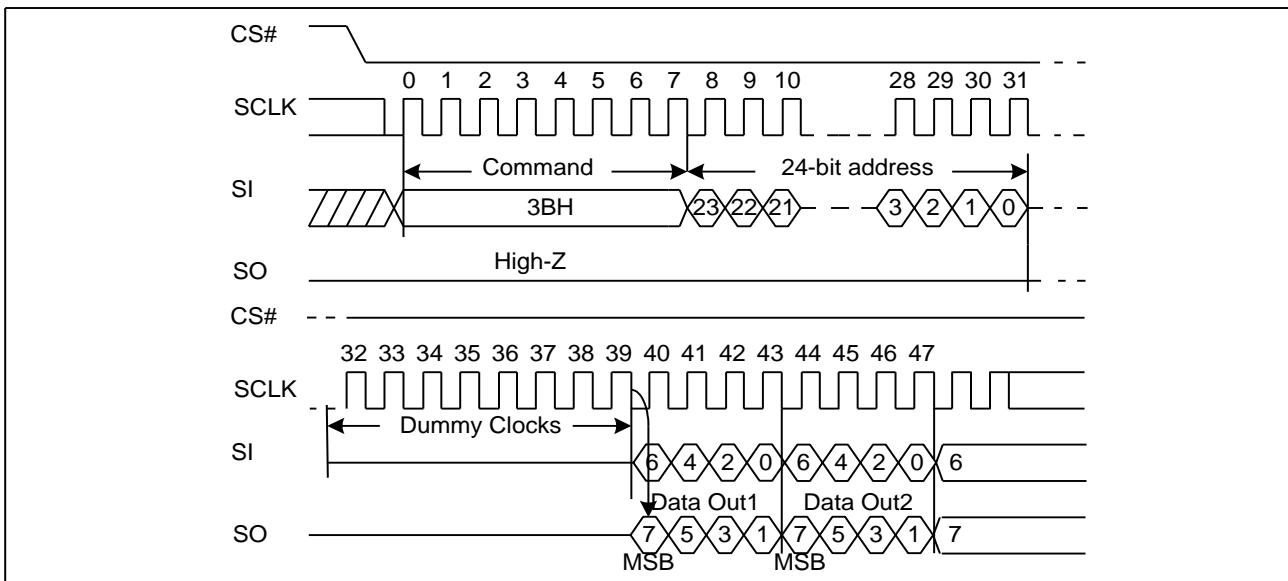 CS#
0 1 2 3 4 5 6 7 8 9 10 28 29 30 31
SCLK
Command 24-bit address
SI
3BH 23 22 21 3 2 1 0
High-Z
SO
CS#
32 33 34 35 36 37 38 39 40 41 42 43 44 45 46 47
SCLK
Dummy Clocks
SI
6 4 2 0 6 4 2 0 6
Data Out1 Data Out2
SO
7 5 3 1 7 5 3 1 7
MSB MSB